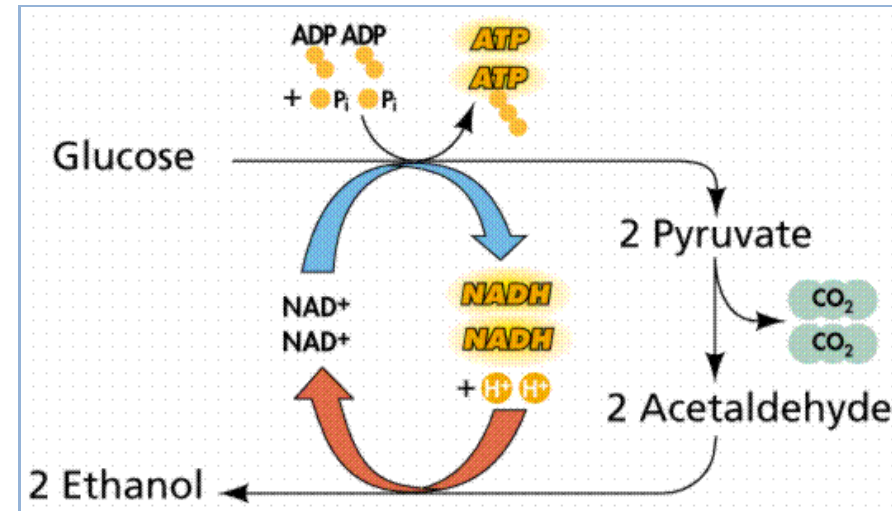 ADP ADP
ATP
ATP
+ Pi Pi
Glucose
2 Pyruvate
NAD+
NAD+
NADH
NADH
+ H+ H+
CO2
CO2
2 Acetaldehyde
2 Ethanol